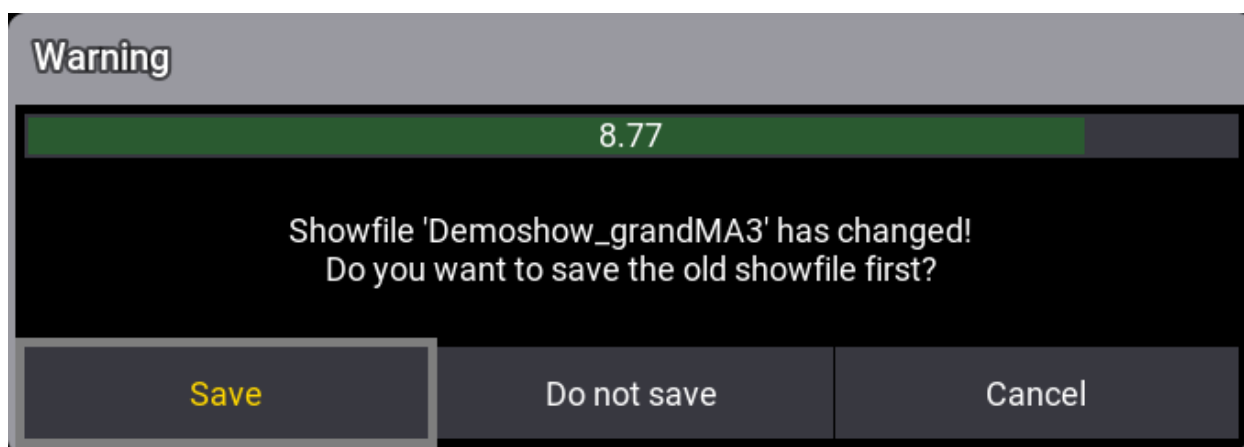 Warning
8.77
Showfile 'Demoshow_grandMA3' has changed!
Do you want to save the old showfile first?
Save
Do not save
Cancel